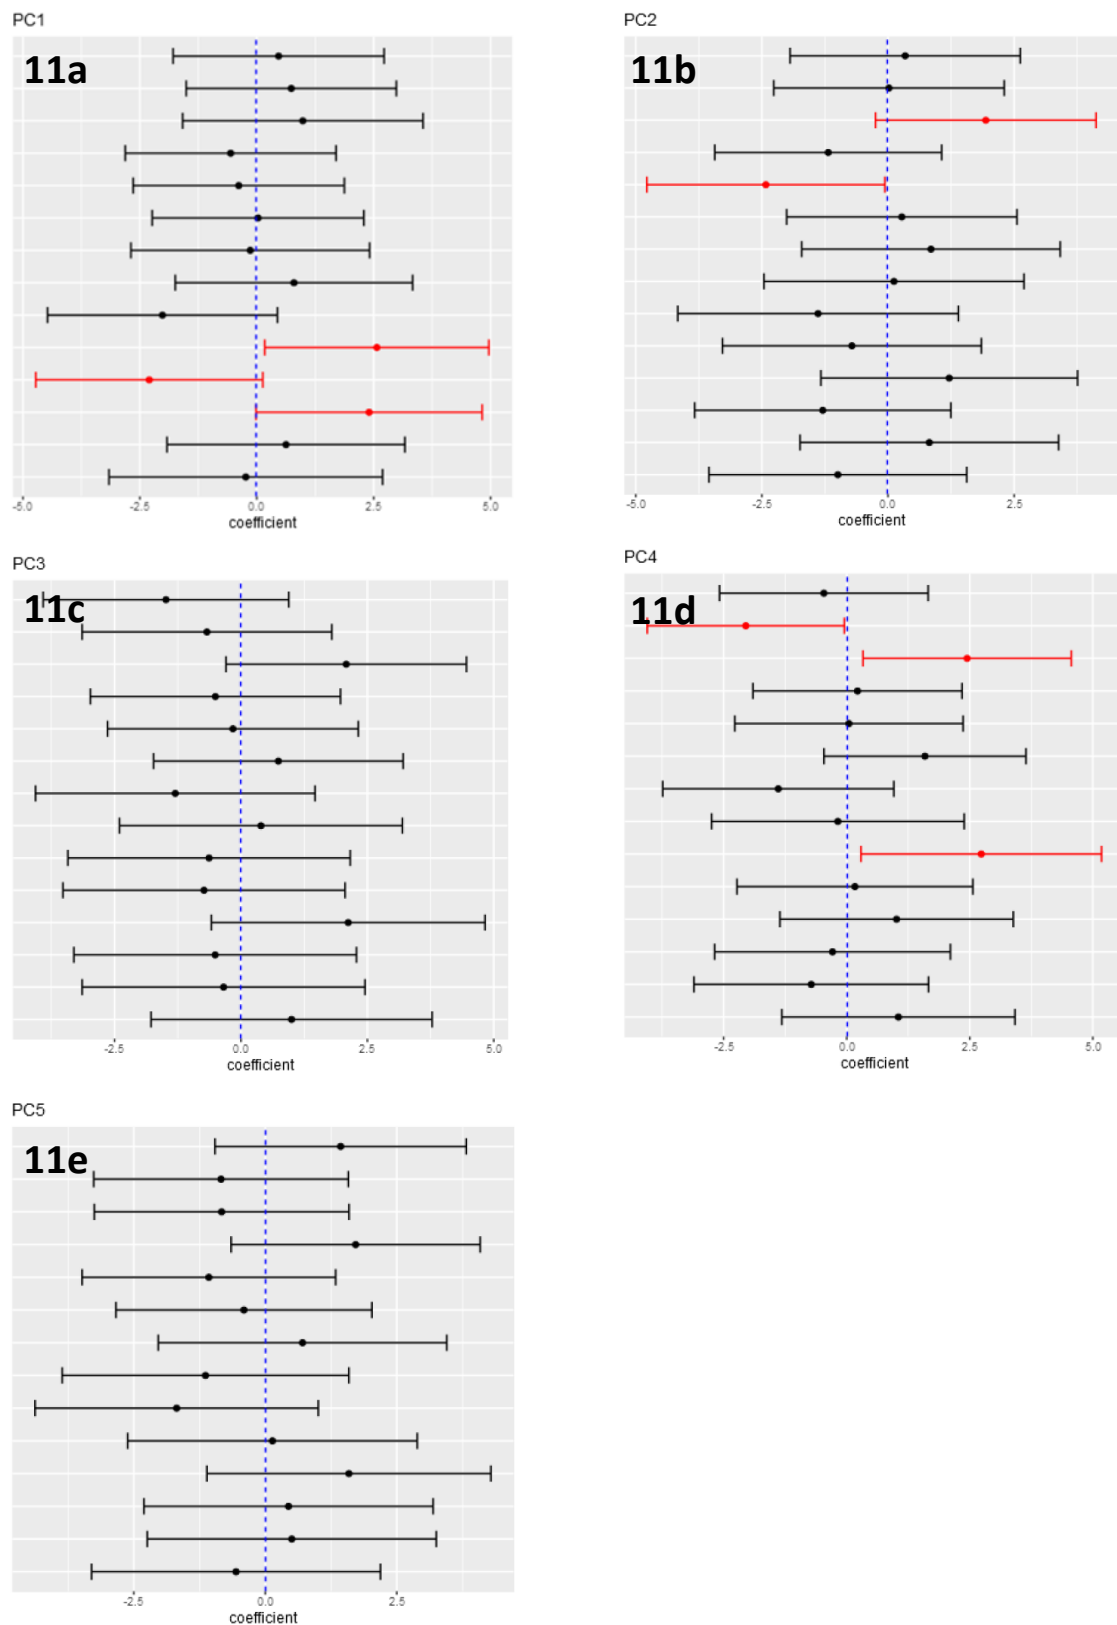 PC1
11a
-5.0 -2.5 0.0 2.5 5.0
coefficient
PC2
11b
-5.0 -2.5 0.0 2.5
coefficient
PC3
11c
-2.5 0.0 2.5 5.0
coefficient
PC4
11d
-2.5 0.0 2.5 5.0
coefficient
PC5
11e
-2.5 0.0 2.5
coefficient